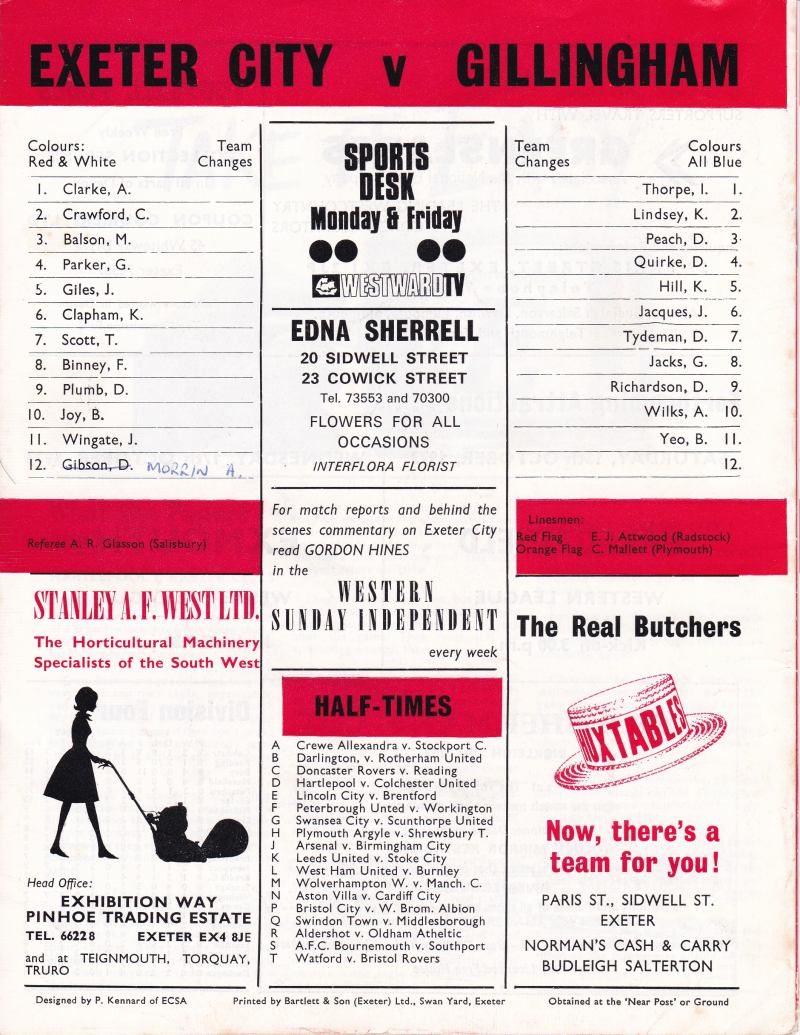 EXETER CITY v GILLINGHAM
Colours: Team
Red & White Changes
1. Clarke, A.
2. Crawford, C.
3. Balson, M.
4. Parker, G.
5. Giles, J.
6. Clapham, K.
7. Scott, T.
8. Binney, F.
9. Plumb, D.
10. Joy, B.
11. Wingate, J.
12. Gibson, D. MORRIN A.
Referee A. R. Glasson (Salisbury)
STANLEY A. F. WEST LTD.
The Horticultural Machinery
Specialists of the South West
Head Office:
EXHIBITION WAY
PINHOE TRADING ESTATE
TEL. 66228 EXETER EX4 8JE
and at TEIGNMOUTH, TORQUAY,
TRURO
SPORTS
DESK
Monday & Friday
WESTWARD TV
EDNA SHERRELL
20 SIDWELL STREET
23 COWICK STREET
Tel. 73553 and 70300
FLOWERS FOR ALL
OCCASIONS
INTERFLORA FLORIST
For match reports and behind the
scenes commentary on Exeter City
read GORDON HINES
in the
WESTERN
SUNDAY INDEPENDENT
every week
HALF-TIMES
A Crewe Allexandra v. Stockport C.
B Darlington, v. Rotherham United
C Doncaster Rovers v. Reading
D Hartlepool v. Colchester United
E Lincoln City v. Brentford
F Peterbrough Unted v. Workington
G Swansea City v. Scunthorpe United
H Plymouth Argyle v. Shrewsbury T.
J Arsenal v. Birmingham City
K Leeds United v. Stoke City
L West Ham United v. Burnley
M Wolverhampton W. v. Manch. C.
N Aston Villa v. Cardiff City
P Bristol City v. W. Brom. Albion
Q Swindon Town v. Middlesborough
R Aldershot v. Oldham Atheltic
S A.F.C. Bournemouth v. Southport
T Watford v. Bristol Rovers
Team Colours
Changes All Blue
Thorpe, I. 1.
Lindsey, K. 2.
Peach, D. 3.
Quirke, D. 4.
Hill, K. 5.
Jacques, J. 6.
Tydeman, D. 7.
Jacks, G. 8.
Richardson, D. 9.
Wilks, A. 10.
Yeo, B. 11.
12.
Linesmen:
Red Flag E. J. Attwood (Radstock)
Orange Flag C. Mallett (Plymouth)
The Real Butchers
HUXTABLES
Now, there's a
team for you!
PARIS ST., SIDWELL ST.
EXETER
NORMAN'S CASH & CARRY
BUDLEIGH SALTERTON
Designed by P. Kennard of ECSA Printed by Bartlett & Son (Exeter) Ltd., Swan Yard, Exeter Obtained at the 'Near Post' or Ground